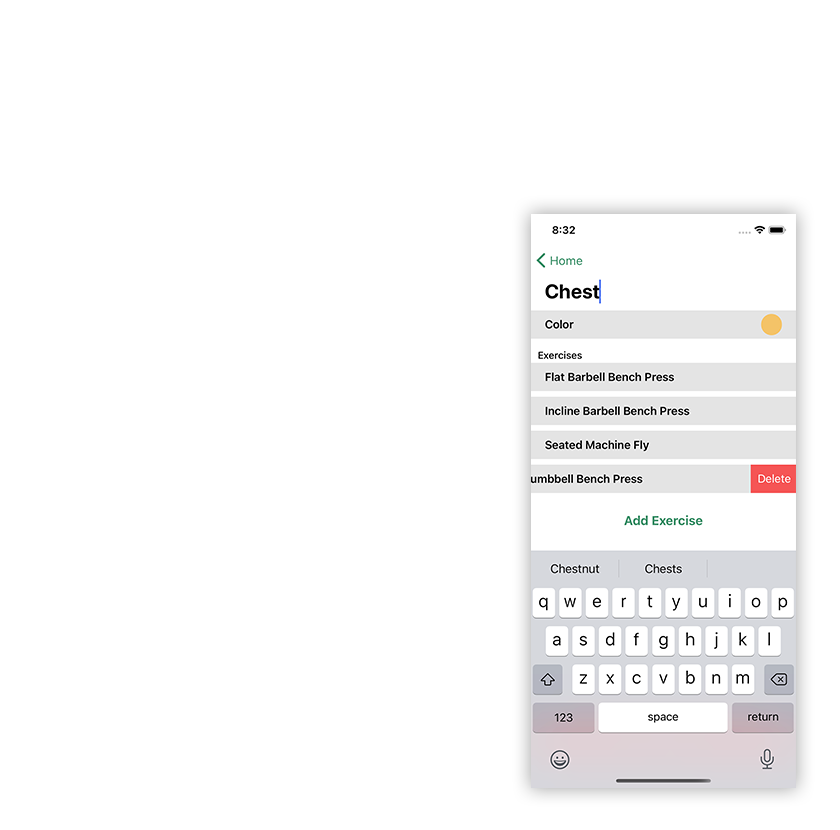 8:32
Home
Chest
Color
Exercises
Flat Barbell Bench Press
Incline Barbell Bench Press
Seated Machine Fly
umbbell Bench Press Delete
Add Exercise
Chestnut Chests
q w e r t y u i o p
a s d f g h j k l
z x c v b n m
123 space return